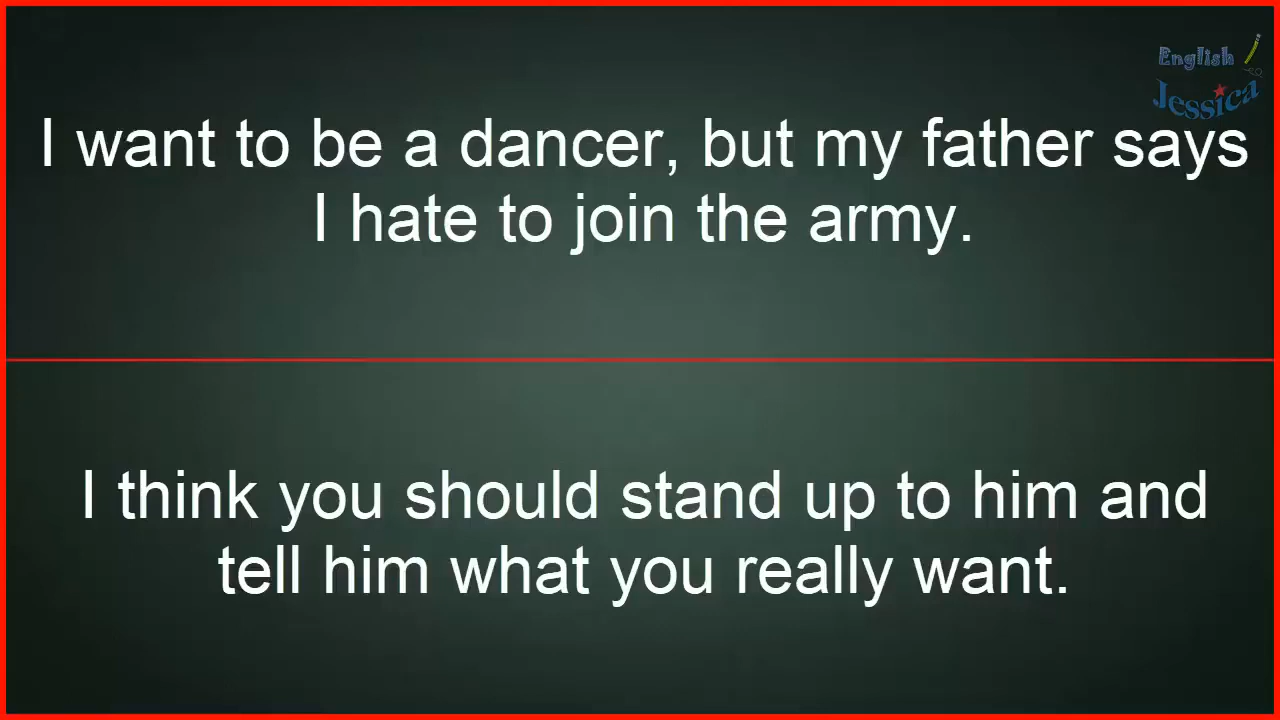 English
Jessica
I want to be a dancer, but my father says
I hate to join the army.
I think you should stand up to him and
tell him what you really want.